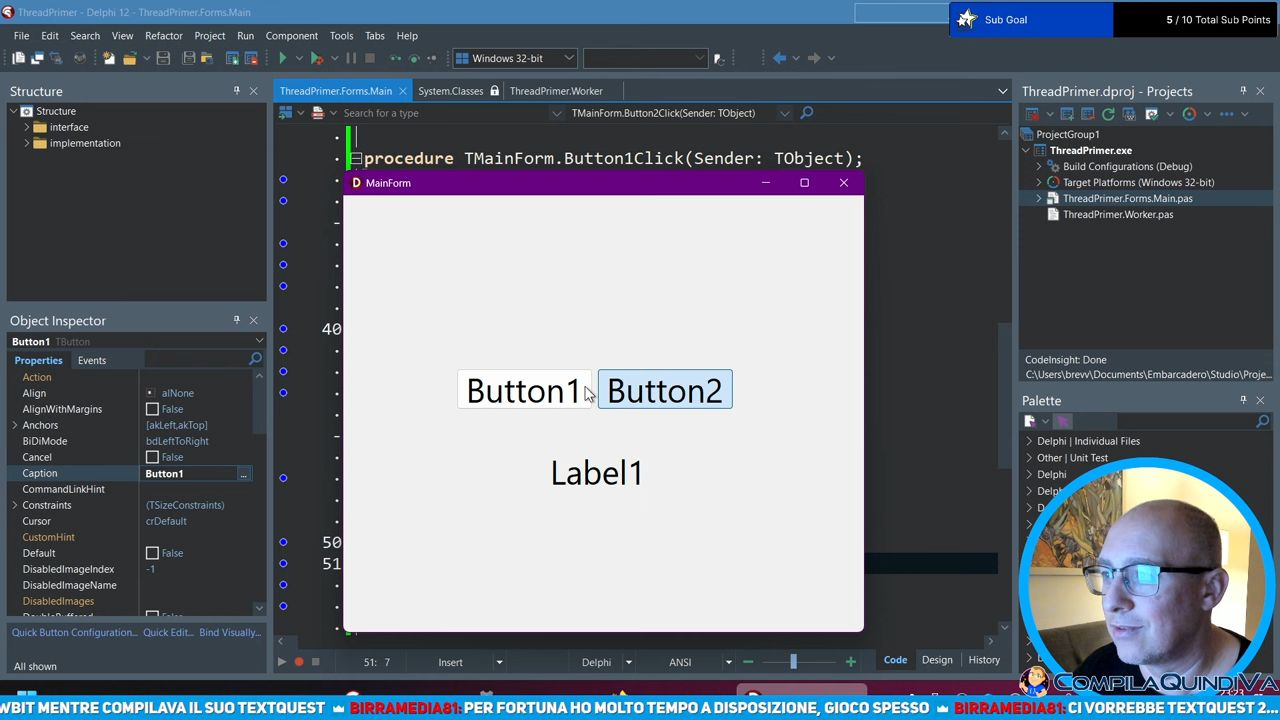 ThreadPrimer - Delphi 12 - ThreadPrimer.Forms.Main
Sub Goal
5 / 10 Total Sub Points
File Edit Search View Refactor Project Run Component Tools Tabs Help
Windows 32-bit
Structure
Structure
interface
implementation
ThreadPrimer.Forms.Main
System.Classes
ThreadPrimer.Worker
Search for a type
TMainForm.Button2Click(Sender: TObject)
procedure TMainForm.Button1Click(Sender: TObject);
40
50
51
MainForm
Button1
Button2
Label1
Object Inspector
Button1 TButton
Properties Events
Action
Align alNone
AlignWithMargins False
Anchors [akLeft,akTop]
BiDiMode bdLeftToRight
Cancel False
Caption Button1 ...
CommandLinkHint
Constraints (TSizeConstraints)
Cursor crDefault
CustomHint
Default False
DisabledImageIndex -1
DisabledImageName
DisabledImages
Quick Button Configuration... Quick Edit... Bind Visually...
All shown
51: 7
Insert
Delphi
ANSI
Code Design History
ThreadPrimer.dproj - Projects
ProjectGroup1
ThreadPrimer.exe
Build Configurations (Debug)
Target Platforms (Windows 32-bit)
ThreadPrimer.Forms.Main.pas
ThreadPrimer.Worker.pas
CodeInsight: Done
C:\Users\brevv\Documents\Embarcadero\Studio\Proje...
Palette
Delphi | Individual Files
Other | Unit Test
Delphi
COMPILAQUINDIVA
WBIT MENTRE COMPILAVA IL SUO TEXTQUEST BIRRAMEDIA81: PER FORTUNA HO MOLTO TEMPO A DISPOSIZIONE, GIOCO SPESSO BIRRAMEDIA81: CI VORREBBE TEXTQUEST 2...